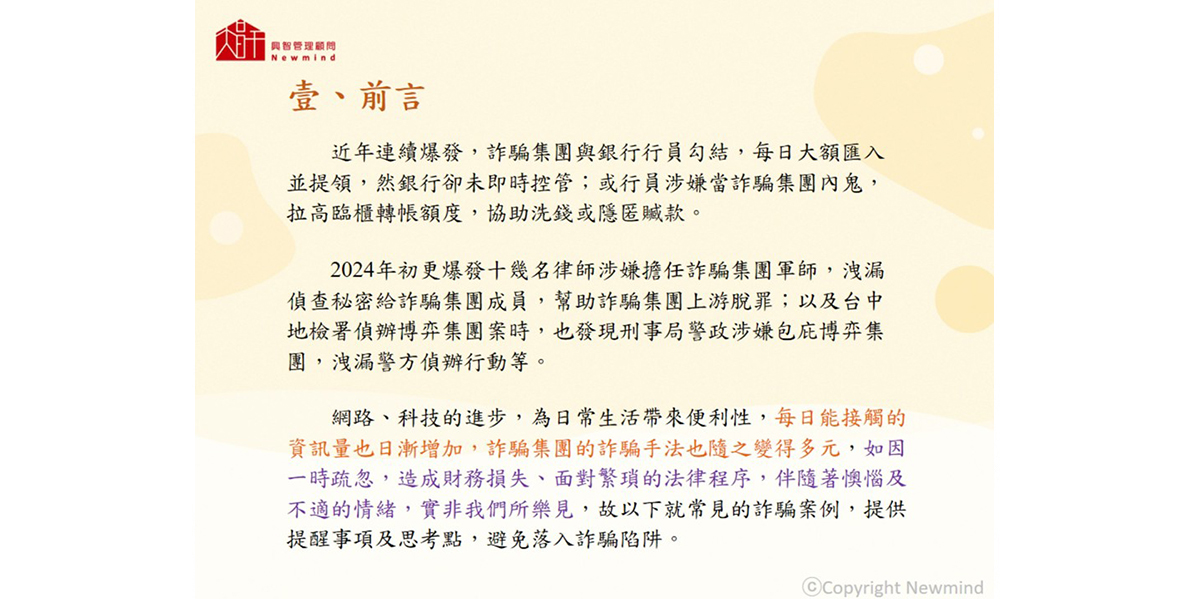 興智管理顧問
Newmind
壹、前言
近年連續爆發，詐騙集團與銀行行員勾結，每日大額匯入
並提領，然銀行卻未即時控管；或行員涉嫌當詐騙集團內鬼，
拉高臨櫃轉帳額度，協助洗錢或隱匿贓款。
2024年初更爆發十幾名律師涉嫌擔任詐騙集團軍師，洩漏
偵查秘密給詐騙集團成員，幫助詐騙集團上游脫罪；以及台中
地檢署偵辦博弈集團案時，也發現刑事局警政涉嫌包庇博弈集
團，洩漏警方偵辦行動等。
網路、科技的進步，為日常生活帶來便利性，每日能接觸的
資訊量也日漸增加，詐騙集團的詐騙手法也隨之變得多元，如因
一時疏忽，造成財務損失、面對繁瑣的法律程序，伴隨著懊惱及
不適的情緒，實非我們所樂見，故以下就常見的詐騙案例，提供
提醒事項及思考點，避免落入詐騙陷阱。
ⓒCopyright Newmind